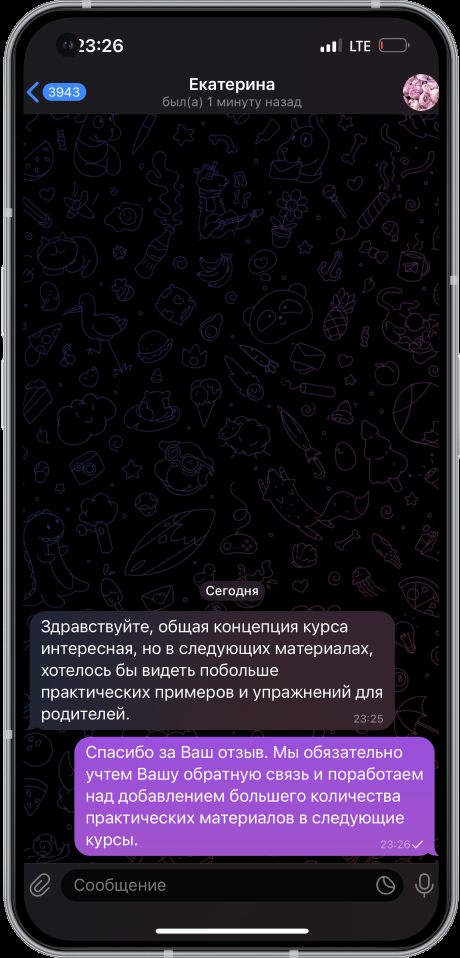 23:26
LTE
3943
Екатерина
был(а) 1 минуту назад
Сегодня
Здравствуйте, общая концепция курса
интересная, но в следующих материалах,
хотелось бы видеть побольше
практических примеров и упражнений для
родителей.
23:25
Спасибо за Ваш отзыв. Мы обязательно
учтем Вашу обратную связь и поработаем
над добавлением большего количества
практических материалов в следующие
курсы.
23:26
Сообщение